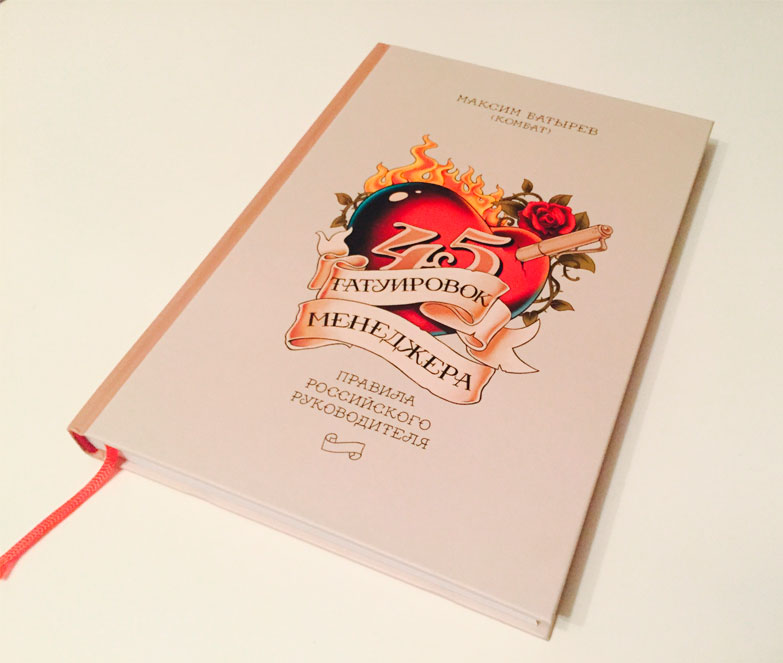 МАКСИМ БАТЫРЕВ
(КОМБАТ)
45
ТАТУИРОВОК
МЕНЕДЖЕРА
ПРАВИЛА
РОССИЙСКОГО
РУКОВОДИТЕЛЯ